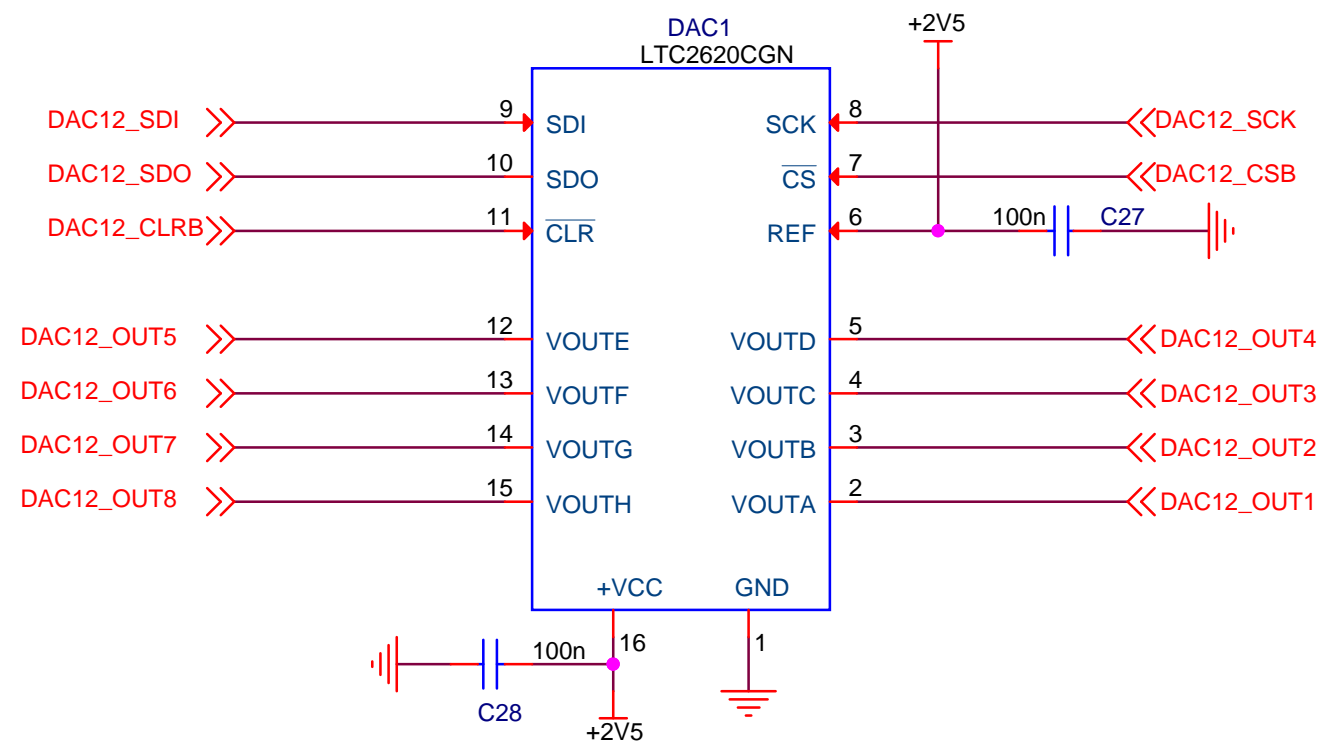 DAC1
LTC2620CGN
+2V5
DAC12_SDI
9
SDI
SCK
8
DAC12_SCK
DAC12_SDO
10
SDO
CS
7
DAC12_CSB
DAC12_CLRB
11
CLR
REF
6
100n
C27
DAC12_OUT5
12
VOUTE
VOUTD
5
DAC12_OUT4
DAC12_OUT6
13
VOUTF
VOUTC
4
DAC12_OUT3
DAC12_OUT7
14
VOUTG
VOUTB
3
DAC12_OUT2
DAC12_OUT8
15
VOUTH
VOUTA
2
DAC12_OUT1
+VCC
GND
16
1
100n
C28
+2V5